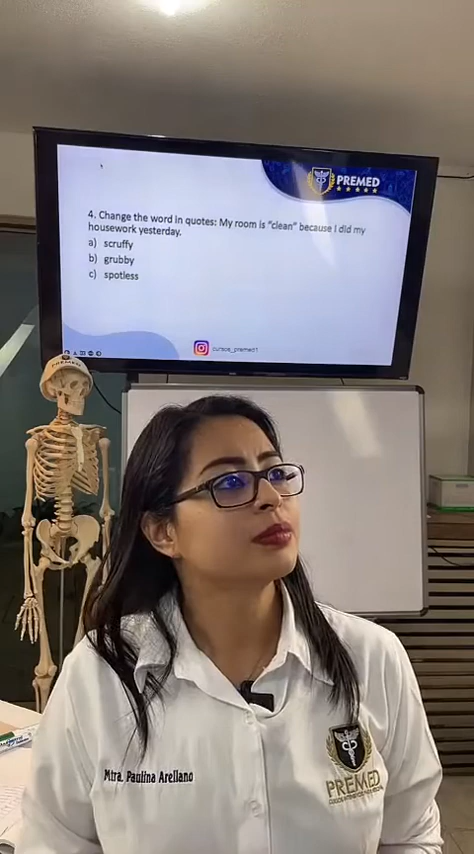 PREMED
4. Change the word in quotes: My room is "clean" because I did my
housework yesterday.
a) scruffy
b) grubby
c) spotless
cursos_premed1
PREMED
Mtra. Paulina Arellano
PREMED